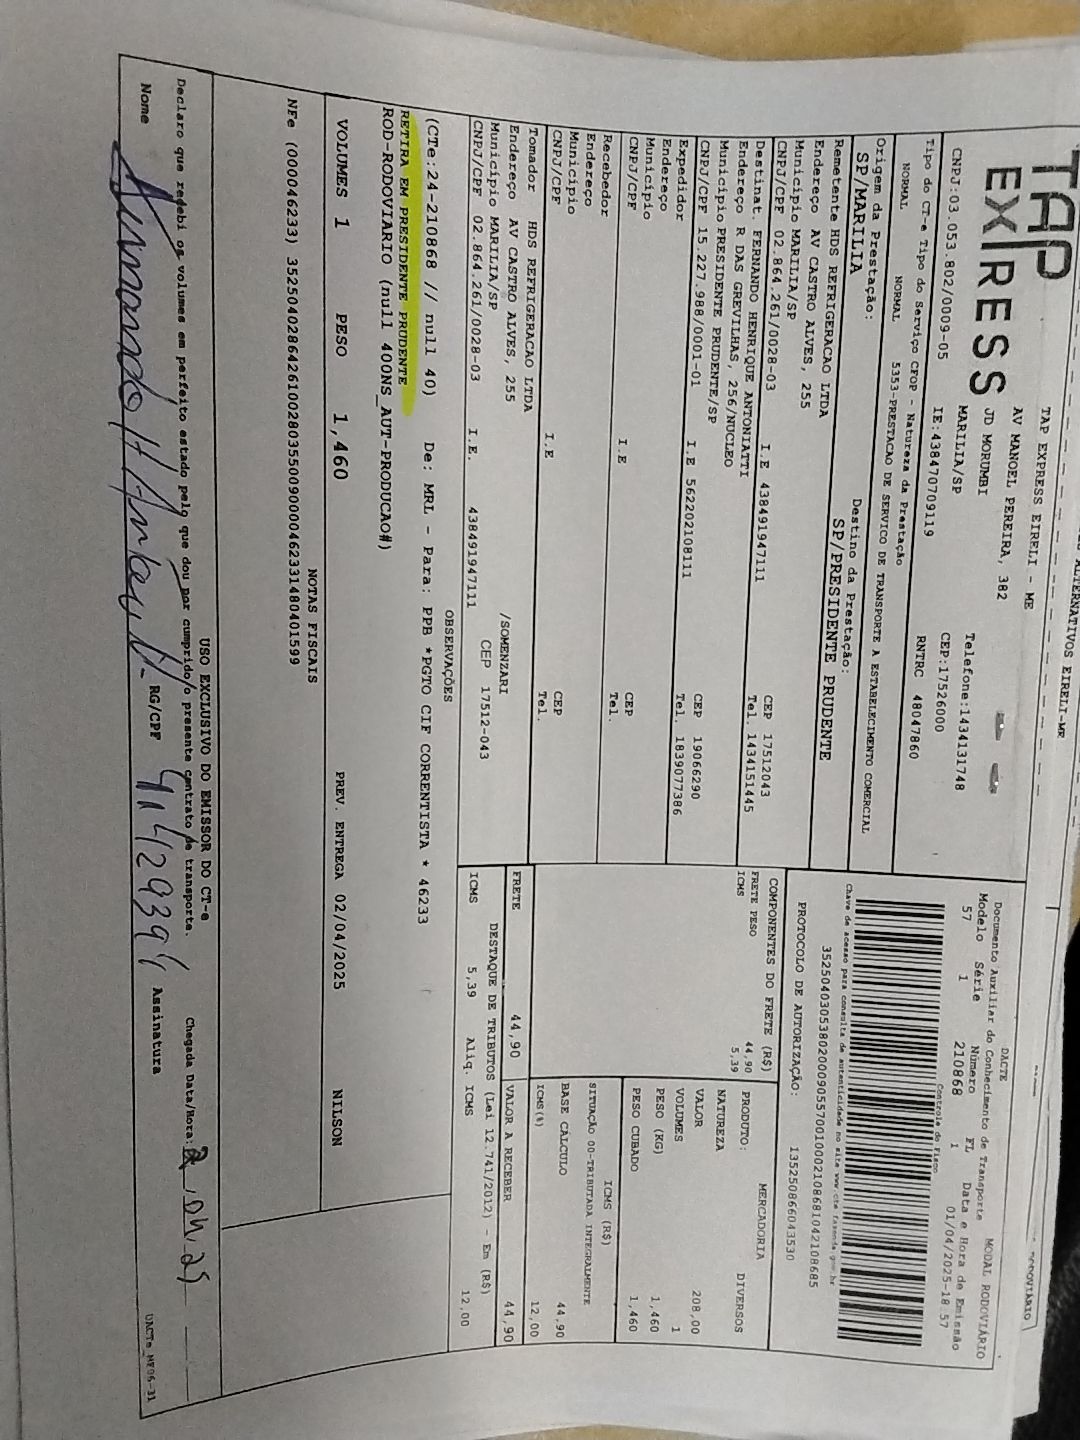 TAP
EXPRESS
TAP EXPRESS EIRELI - ME
AV MANOEL PEREIRA, 382
JD MORUMBI
MARILIA/SP
Telefone:1434131748
CNPJ:03.053.802/0009-05
IE:438470709119
CEP:17526000
Tipo do CT-e Tipo do Serviço CFOP - Natureza da Prestação
RNTRC 48047860
NORMAL NORMAL 5353-PRESTACAO DE SERVICO DE TRANSPORTE A ESTABELECIMENTO COMERCIAL
Origem da Prestação:
Destino da Prestação:
SP/MARILIA
SP/PRESIDENTE PRUDENTE
DACTE
MODAL RODOVIÁRIO
Documento Auxiliar do Conhecimento de Transporte
Modelo Série Número FL Data e Hora de Emissão
57 1 210868 1 01/04/2025-18:57
Controle do Fisco
Chave de acesso para consulta de autenticidade no site www.cte.fazenda.gov.br
PROTOCOLO DE AUTORIZAÇÃO: 135250866043530
Remetente HDS REFRIGERACAO LTDA
Endereço AV CASTRO ALVES, 255
Município MARILIA/SP
CEP 17512043
CNPJ/CPF 02.864.261/0028-03 I.E 438491947111 Tel. 1434151445
Destinat. FERNANDO HENRIQUE ANTONIATTI
Endereço R DAS GREVILHAS, 256/NUCLEO
Município PRESIDENTE PRUDENTE/SP
CEP 19066290
CNPJ/CPF 15.227.988/0001-01 I.E 562202108111 Tel. 1839077386
Expedidor
Endereço
Município
CEP
CNPJ/CPF I.E Tel.
Recebedor
Endereço
Município
CEP
CNPJ/CPF I.E Tel.
Tomador HDS REFRIGERACAO LTDA
Endereço AV CASTRO ALVES, 255 /SOMENZARI
Município MARILIA/SP CEP 17512-043
CNPJ/CPF 02.864.261/0028-03 I.E. 438491947111
COMPONENTES DO FRETE (R$)
FRETE PESO 44,90
ICMS 5,39
PRODUTO: MERCADORIA DIVERSOS
NATUREZA
VALOR 208,00
VOLUMES 1
PESO (KG) 1,460
PESO CUBADO 1,460
ICMS (R$)
SITUAÇÃO 00-TRIBUTADA INTEGRALMENTE
BASE CÁLCULO 44,90
ICMS(%) 12,00
FRETE 44,90 VALOR A RECEBER 44,90
DESTAQUE DE TRIBUTOS (Lei 12.741/2012) - Em (R$)
ICMS 5,39 Aliq. ICMS 12,00
OBSERVAÇÕES
(CTe:24-210868 // null 40) De: MRL - Para: PPB *PGTO CIF CORRENTISTA * 46233
RETIRA EM PRESIDENTE PRUDENTE
ROD-RODOVIARIO (null 400NS_AUT-PRODUCAO#)
VOLUMES 1 PESO 1,460 PREV. ENTREGA 02/04/2025 NILSON
NOTAS FISCAIS
USO EXCLUSIVO DO EMISSOR DO CT-e
Declaro que recebi os volumes em perfeito estado pelo que dou por cumprido o presente contrato de transporte.
Chegada Data/Hora: 2 04 25
Nome
RG/CPF
Assinatura